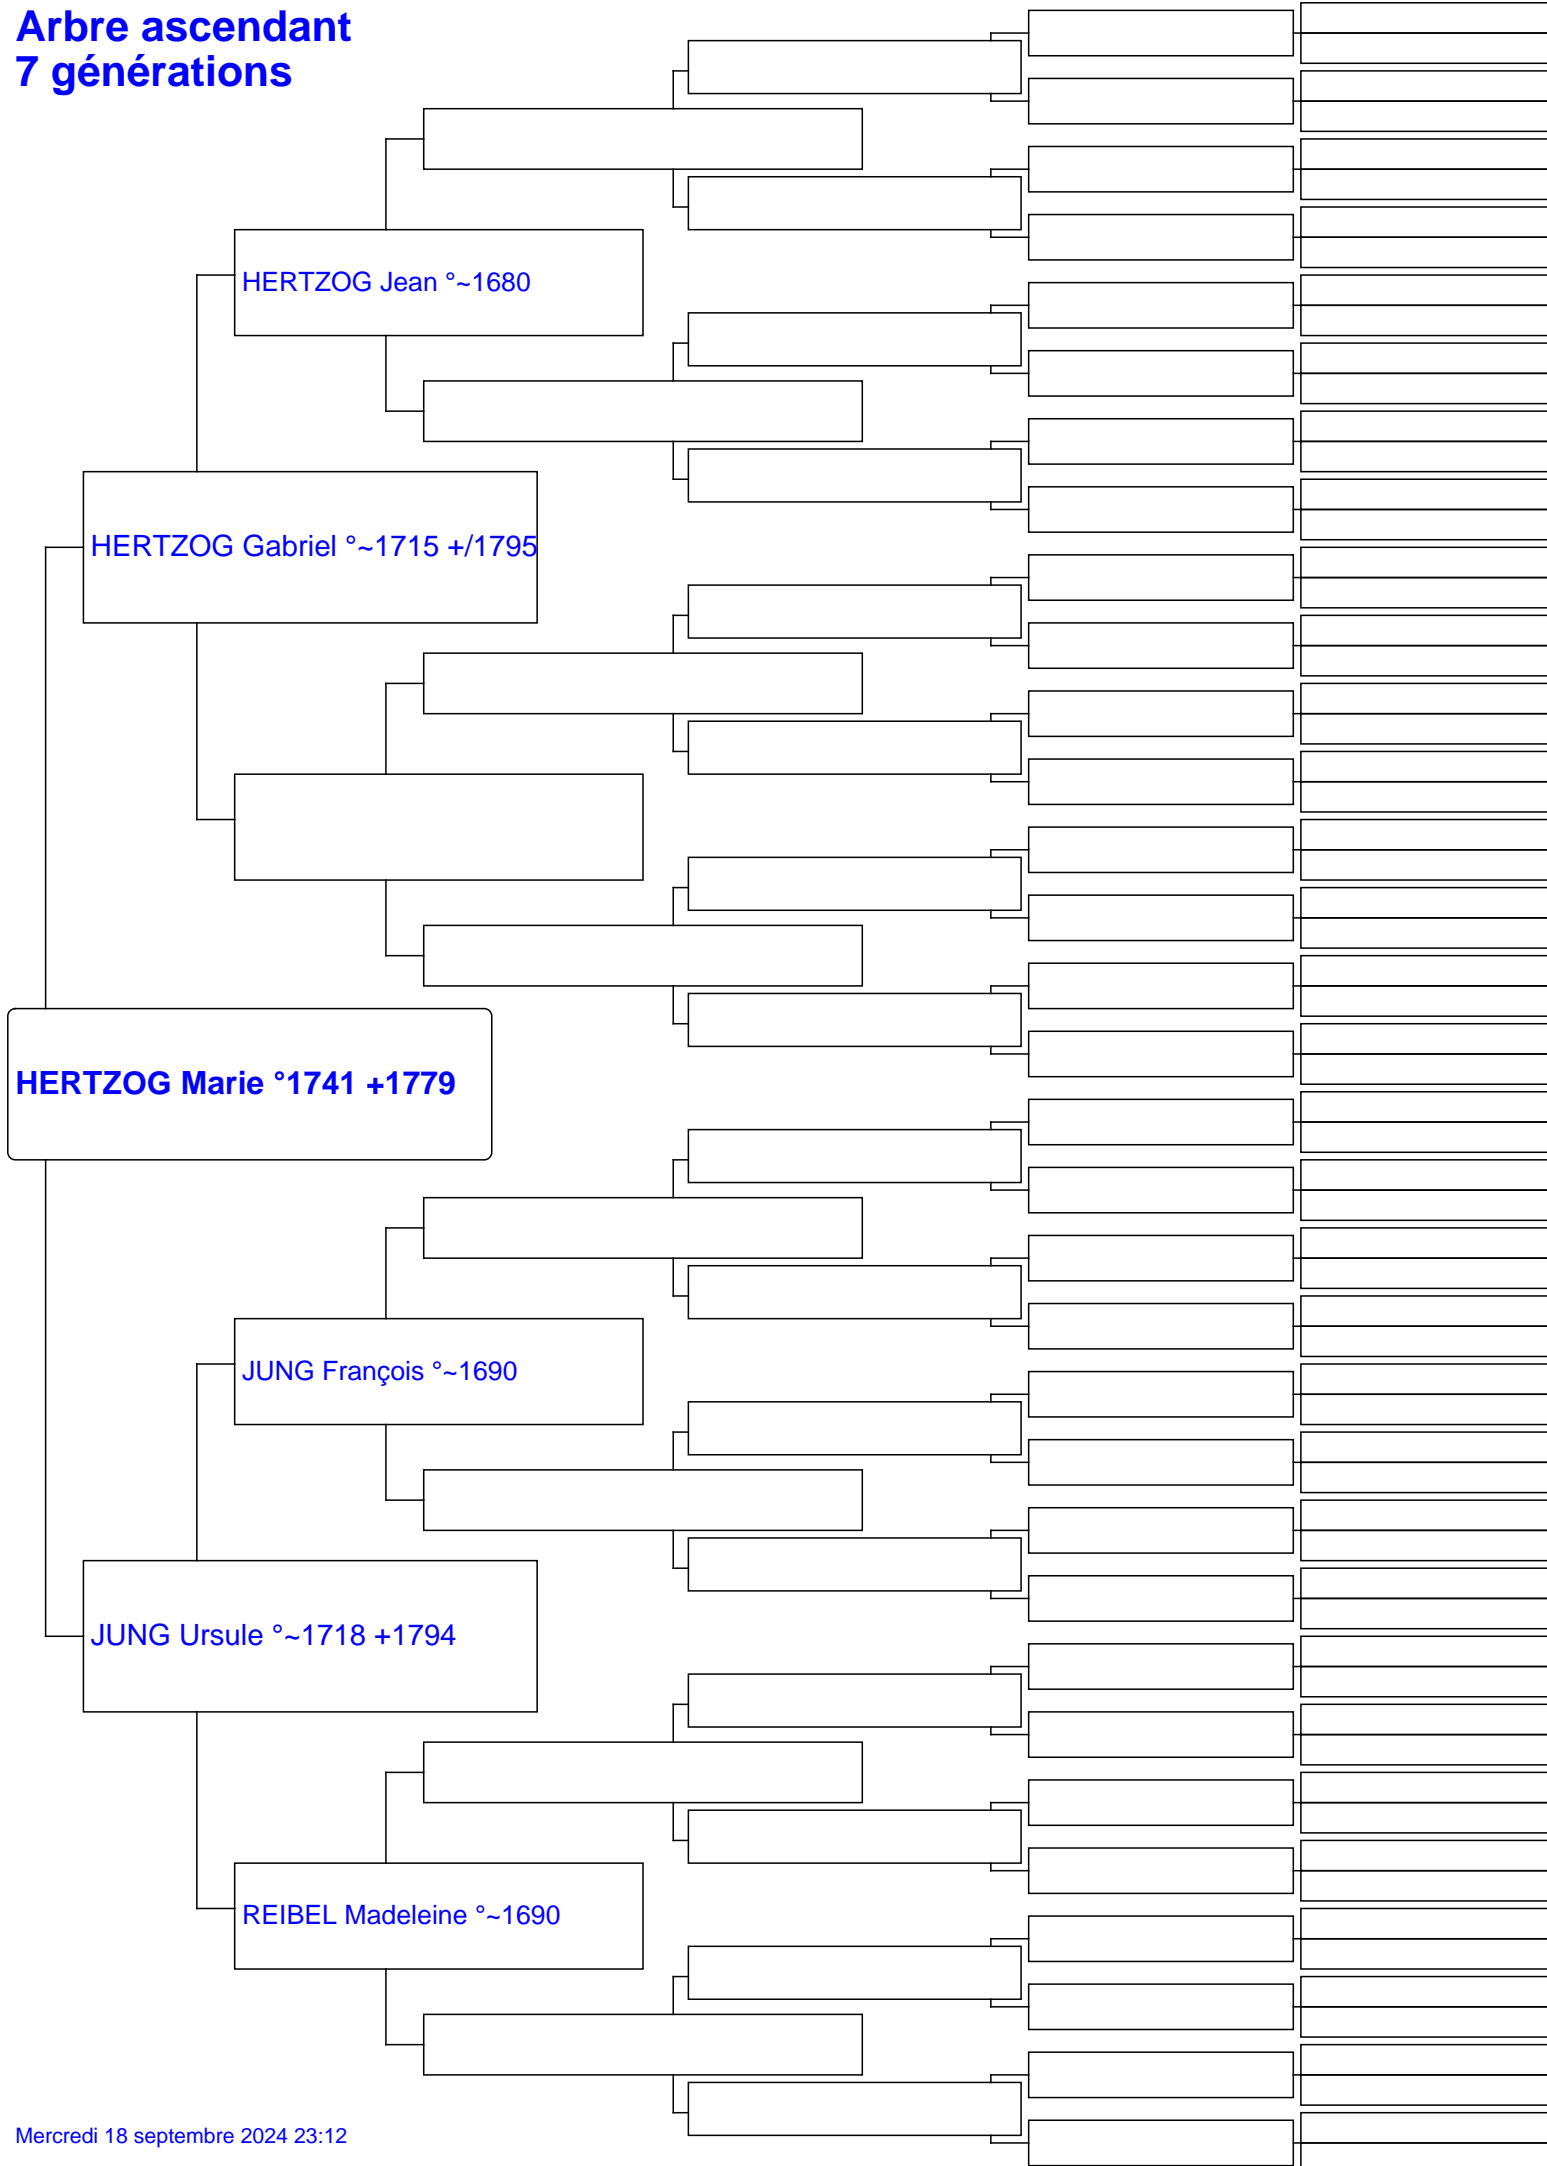 Arbre ascendant
7 générations
HERTZOG Jean °~1680
HERTZOG Gabriel °~1715 +/1795
HERTZOG Marie °1741 +1779
JUNG François °~1690
JUNG Ursule °~1718 +1794
REIBEL Madeleine °~1690
Mercredi 18 septembre 2024 23:12